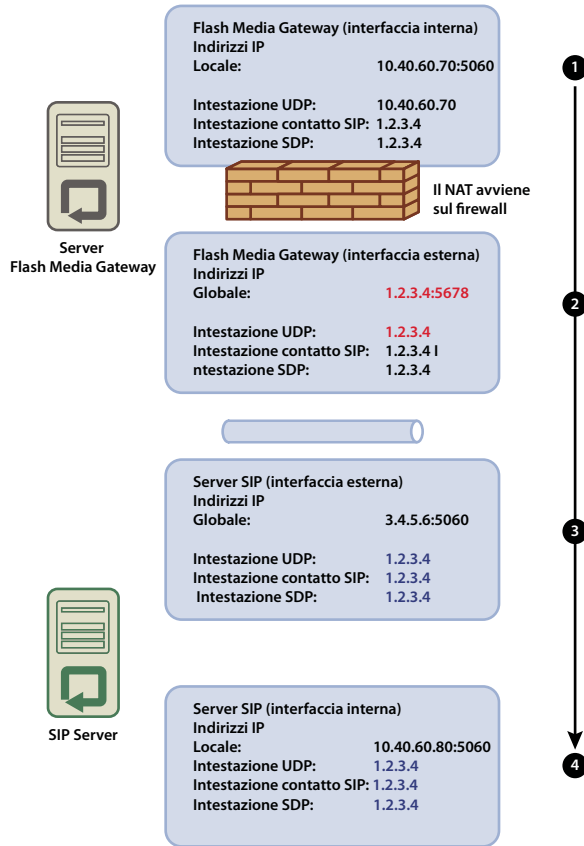 Flash Media Gateway (interfaccia interna)
Indirizzi IP
Locale: 10.40.60.70:5060
Intestazione UDP: 10.40.60.70
Intestazione contatto SIP: 1.2.3.4
Intestazione SDP: 1.2.3.4
1
Il NAT avviene
sul firewall
Server
Flash Media Gateway
Flash Media Gateway (interfaccia esterna)
Indirizzi IP
Globale: 1.2.3.4:5678
Intestazione UDP: 1.2.3.4
Intestazione contatto SIP: 1.2.3.4 I
ntestazione SDP: 1.2.3.4
2
Server SIP (interfaccia esterna)
Indirizzi IP
Globale: 3.4.5.6:5060
Intestazione UDP: 1.2.3.4
Intestazione contatto SIP: 1.2.3.4
Intestazione SDP: 1.2.3.4
3
SIP Server
Server SIP (interfaccia interna)
Indirizzi IP
Locale: 10.40.60.80:5060
Intestazione UDP: 1.2.3.4
Intestazione contatto SIP: 1.2.3.4
Intestazione SDP: 1.2.3.4
4